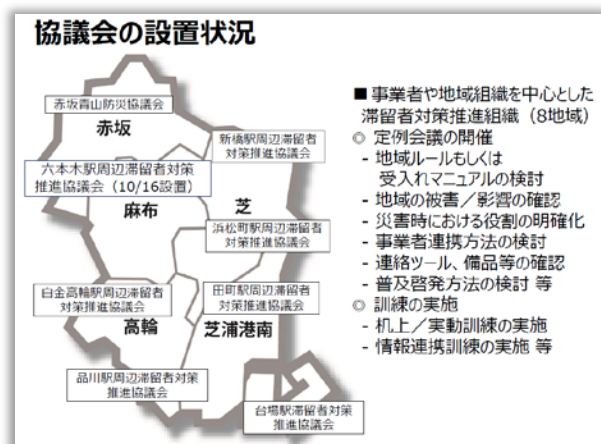 協議会の設置状況
赤坂青山防災協議会
赤坂
新橋駅周辺滞留者
対策推進協議会
六本木駅周辺滞留者対策
推進協議会（10/16設置）
麻布
芝
浜松町駅周辺滞留者
対策推進協議会
白金高輪駅周辺滞留者
対策推進協議会
田町駅周辺滞留者
対策推進協議会
高輪
芝浦港南
品川駅周辺滞留者対策
推進協議会
台場駅滞留者対策
推進協議会
■ 事業者や地域組織を中心とした
滞留者対策推進組織（8地域）
◎ 定例会議の開催
- 地域ルールもしくは
受入れマニュアルの検討
- 地域の被害／影響の確認
- 災害時における役割の明確化
- 事業者連携方法の検討
- 連絡ツール、備品等の確認
- 普及啓発方法の検討 等
◎ 訓練の実施
- 机上／実動訓練の実施
- 情報連携訓練の実施 等